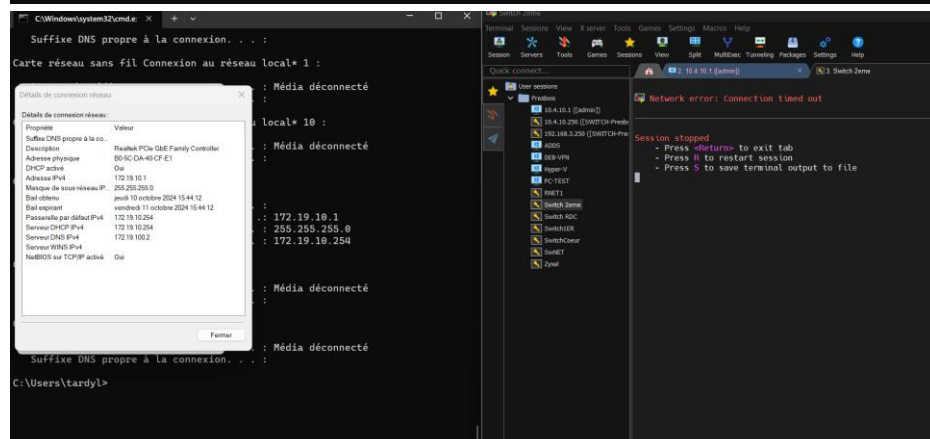 C:\Windows\system32\cmd.e:
Suffixe DNS propre à la connexion. . . :
Carte réseau sans fil Connexion au réseau local* 1 :
: Média déconnecté
:
local* 10 :
: Média déconnecté
:
:
.: 172.19.10.1
: 255.255.255.0
: 172.19.10.254
: Média déconnecté
:
: Média déconnecté
Suffixe DNS propre à la connexion. . . :
C:\Users\tardyl>
Détails de connexion réseau
Détails de connexion réseau :
Propriété Valeur
Suffixe DNS propre à la co...
Description Realtek PCIe GbE Family Controller
Adresse physique B0-5C-DA-40-CF-E1
DHCP activé Oui
Adresse IPv4 172.19.10.1
Masque de sous-réseau IP... 255.255.255.0
Bail obtenu jeudi 10 octobre 2024 15:44:12
Bail expirant vendredi 11 octobre 2024 15:44:12
Passerelle par défaut IPv4 172.19.10.254
Serveur DHCP IPv4 172.19.10.254
Serveur DNS IPv4 172.19.100.2
Serveur WINS IPv4
NetBIOS sur TCP/IP activé Oui
Fermer
Switch 2eme
Terminal Sessions View X server Tools Games Settings Macros Help
Session Servers Tools Games Sessions View Split MultiExec Tunneling Packages Settings Help
Quick connect...
2. 10.4.10.1 ([admin])
3. Switch 2eme
User sessions
Presbois
10.4.10.1 ([admin])
10.4.10.250 ([SWITCH-Presbo
192.168.3.250 ([SWITCH-Pre
ADDS
DEB-VPN
Hyper-V
PC-TEST
RNET1
Switch 2eme
Switch RDC
Switch1ER
SwitchCoeur
SwNET
Zyxel
Network error: Connection timed out
Session stopped
- Press <Return> to exit tab
- Press R to restart session
- Press S to save terminal output to file